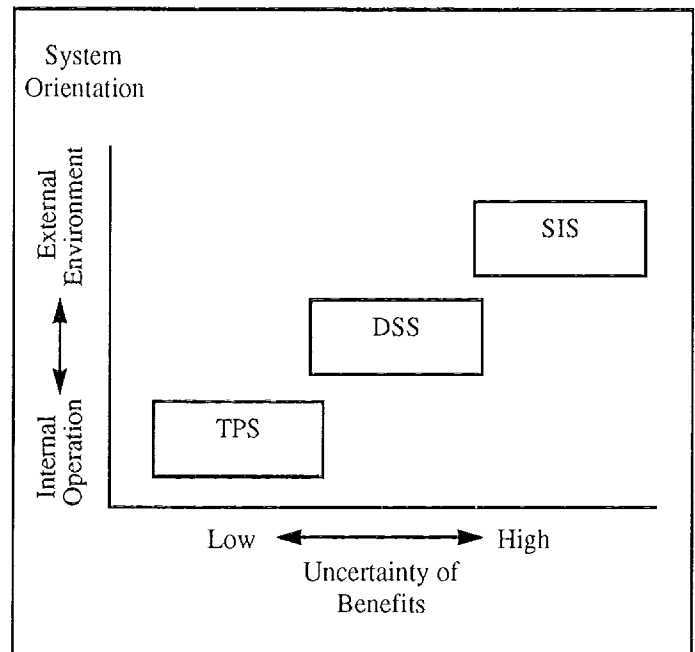 System
Orientation
External
Environment
Internal
Operation
SIS
DSS
TPS
Low
High
Uncertainty of
Benefits